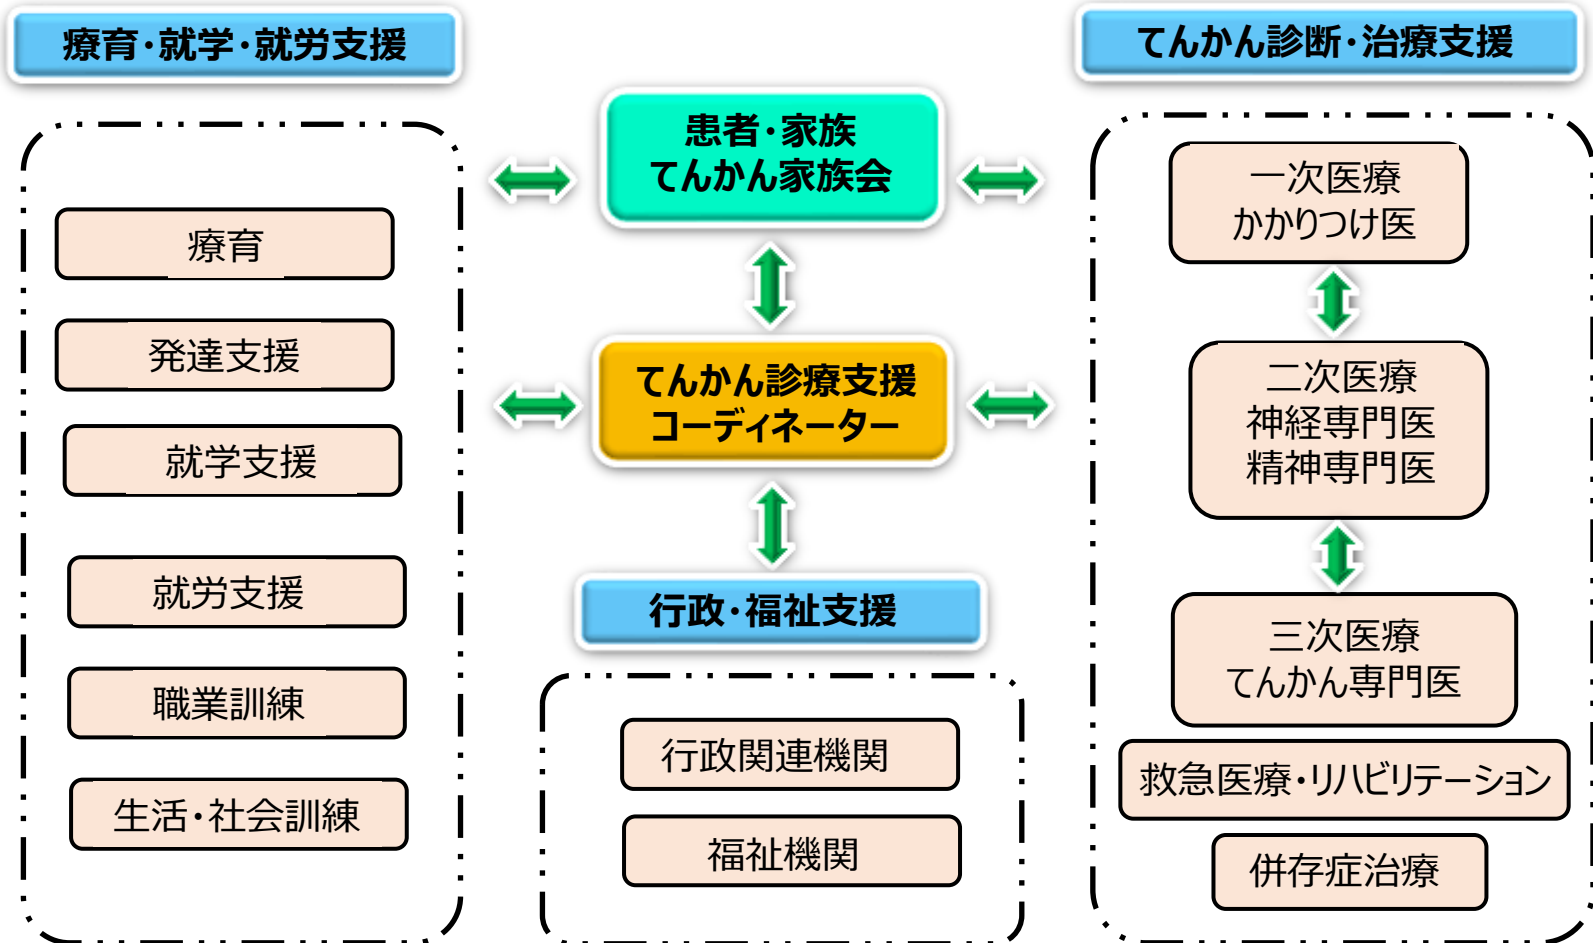 療育・就学・就労支援
療育
発達支援
就学支援
就労支援
職業訓練
生活・社会訓練
患者・家族
てんかん家族会
てんかん診療支援
コーディネーター
行政・福祉支援
行政関連機関
福祉機関
てんかん診断・治療支援
一次医療
かかりつけ医
二次医療
神経専門医
精神専門医
三次医療
てんかん専門医
救急医療・リハビリテーション
併存症治療